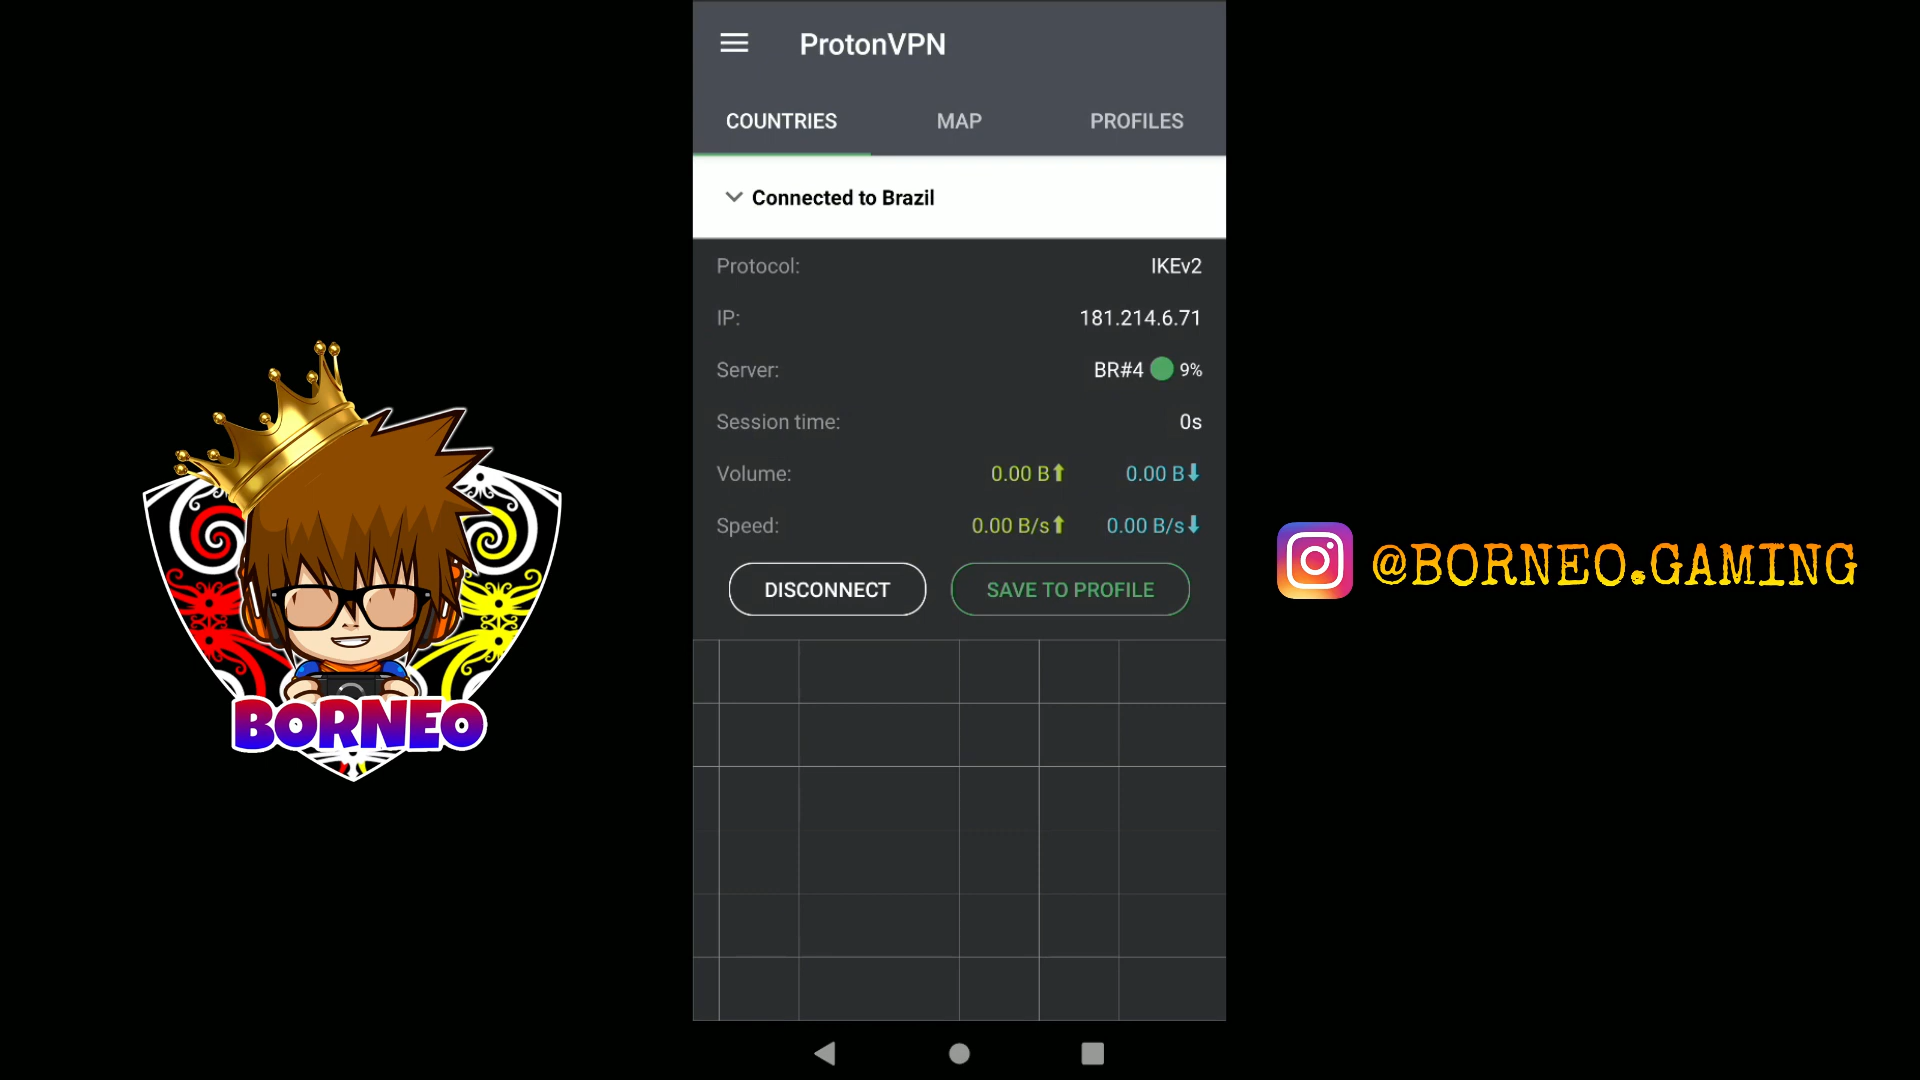 ProtonVPN
COUNTRIES MAP PROFILES
Connected to Brazil
Protocol: IKEv2
IP: 181.214.6.71
Server: BR#4 9%
Session time: 0s
Volume: 0.00 B 0.00 B
Speed: 0.00 B/s 0.00 B/s
DISCONNECT SAVE TO PROFILE
BORNEO
@BORNEO.GAMING